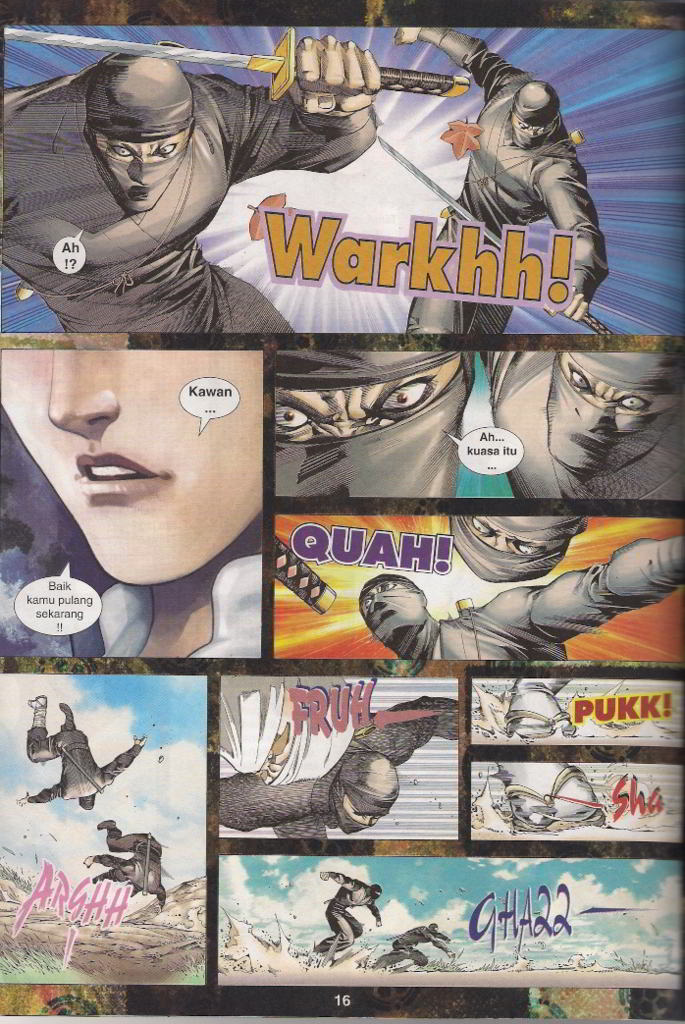 Ah
!?
Warkhh!
Kawan
...
Ah...
kuasa itu
...
QUAH!
Baik
kamu pulang
sekarang
!!
ARGHH
!
FRUH
PUKK!
Sha
GHAZZ
16